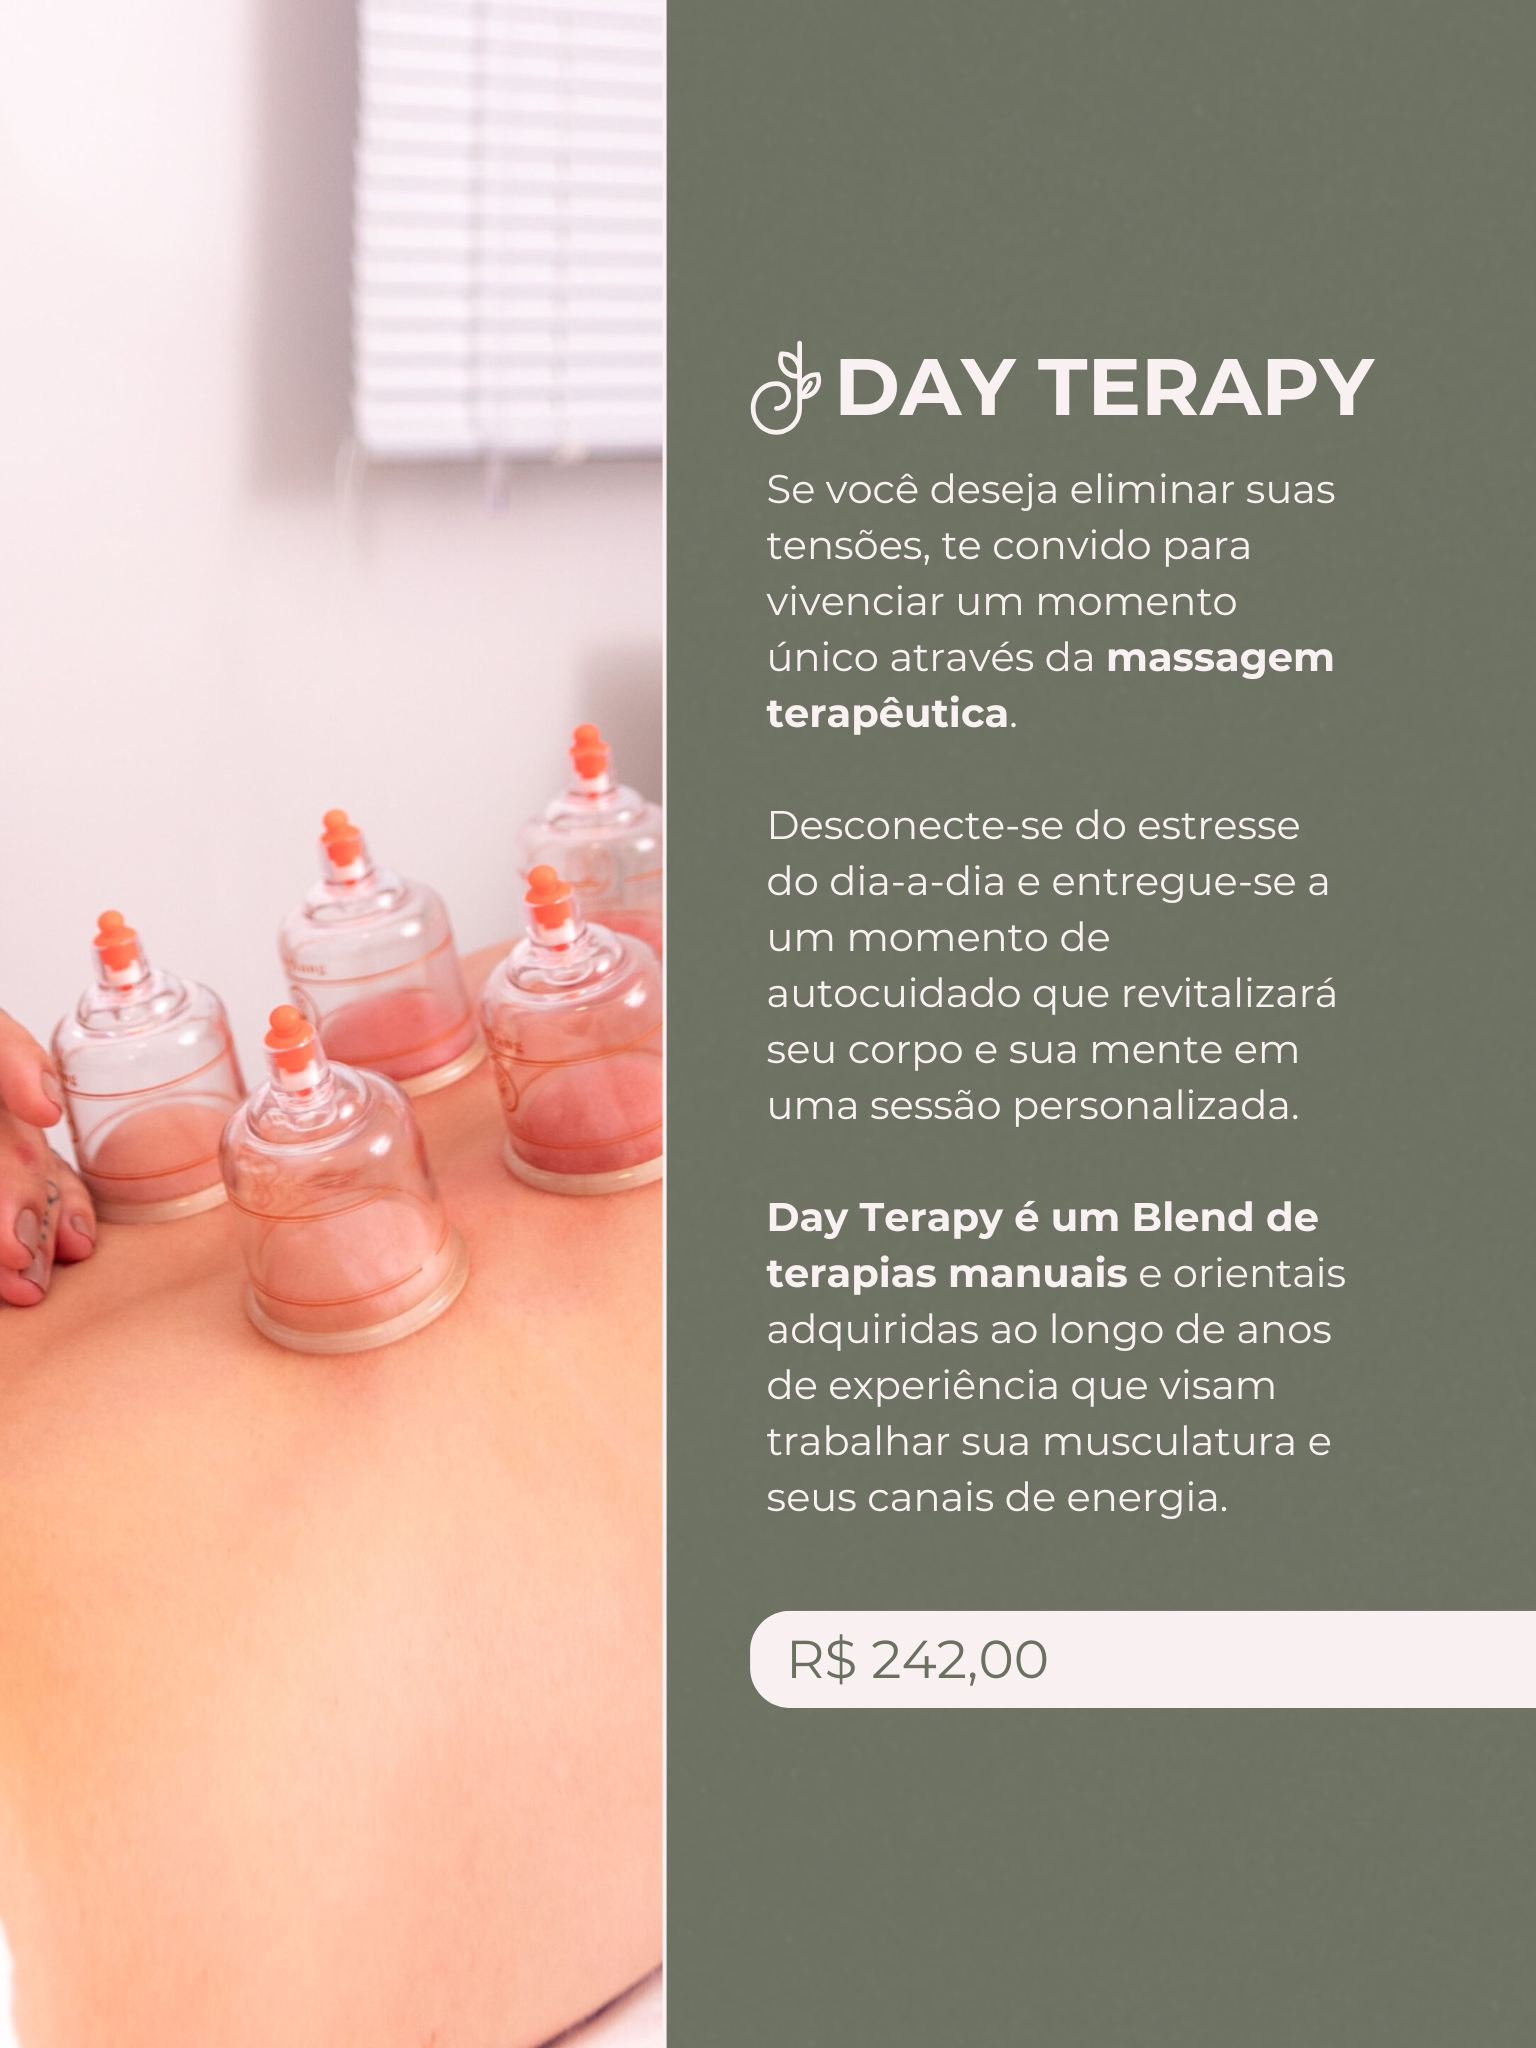 DAY TERAPY
Se você deseja eliminar suas
tensões, te convido para
vivenciar um momento
único através da massagem
terapêutica.
Desconecte-se do estresse
do dia-a-dia e entregue-se a
um momento de
autocuidado que revitalizará
seu corpo e sua mente em
uma sessão personalizada.
Day Terapy é um Blend de
terapias manuais e orientais
adquiridas ao longo de anos
de experiência que visam
trabalhar sua musculatura e
seus canais de energia.
R$ 242,00